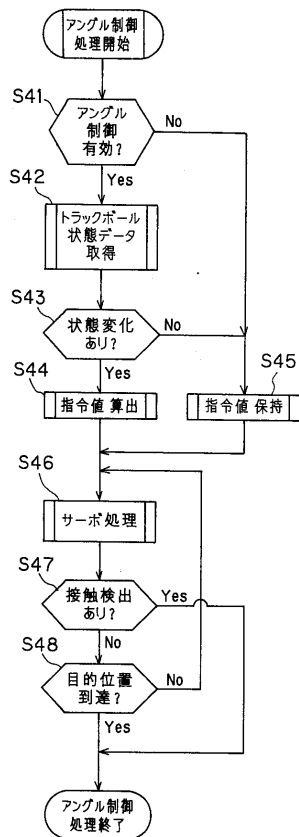 アングル制御
処理開始
S41
アングル
制御
有効?
No
Yes
S42
トラックボール
状態データ
取得
S43
状態変化
あり?
No
Yes
S44
指令値 算出
S45
指令値 保持
S46
サーボ処理
S47
接触検出
あり?
Yes
No
S48
目的位置
到達?
No
Yes
アングル制御
処理終了